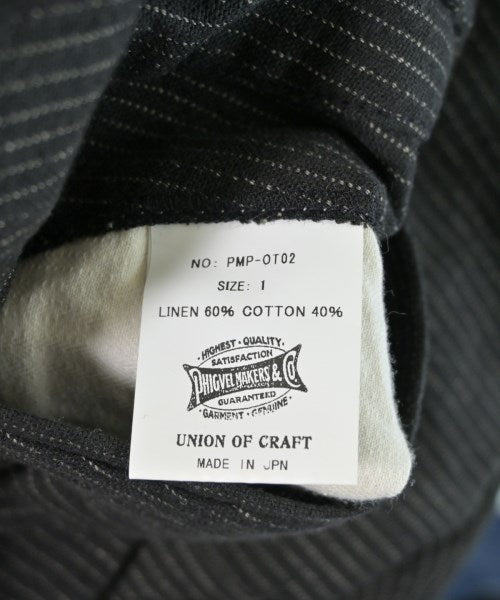 NO: PMP-OT02
SIZE: 1
LINEN 60% COTTON 40%
·HIGHEST·QUALITY·
SATISFACTION
PHIGVEL MAKERS & Co
GUARANTEED
·GARMENT·GENUINE·
UNION OF CRAFT
MADE IN JPN